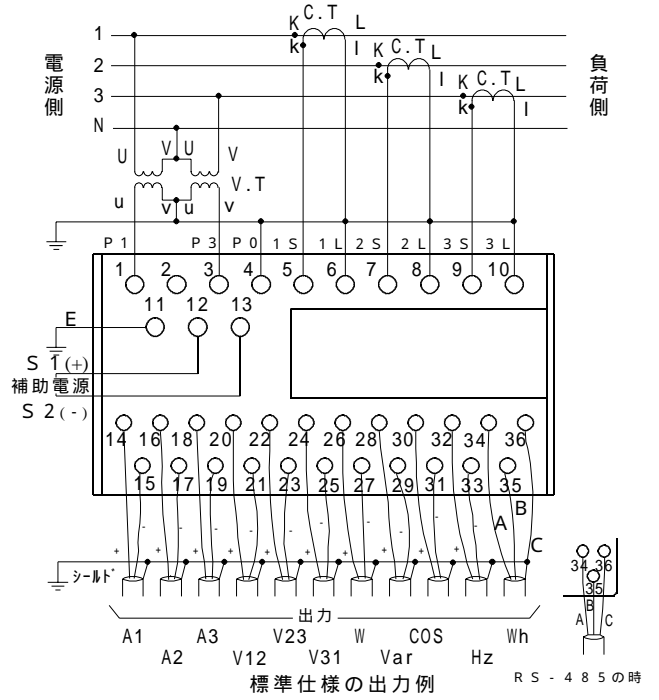 K C.T L
1
k l
2
K C.T L
k l
3
K C.T L
k l
N
電源側
負荷側
U V U V
V.T
u v u v
P1 P3 P0 1S 1L 2S 2L 3S 3L
1 2 3 4 5 6 7 8 9 10
11 12 13
E
S1(+)
補助電源
S2(-)
14 16 18 20 22 24 26 28 30 32 34 36
15 17 19 21 23 25 27 29 31 33 35
B
- - - - - - - - - - A
C
+ + + + + + + + + +
シールド
34 36
35
B
A C
出力
A1 A3 V23 W COS Wh
A2 V12 V31 Var Hz
標準仕様の出力例
RS-485の時